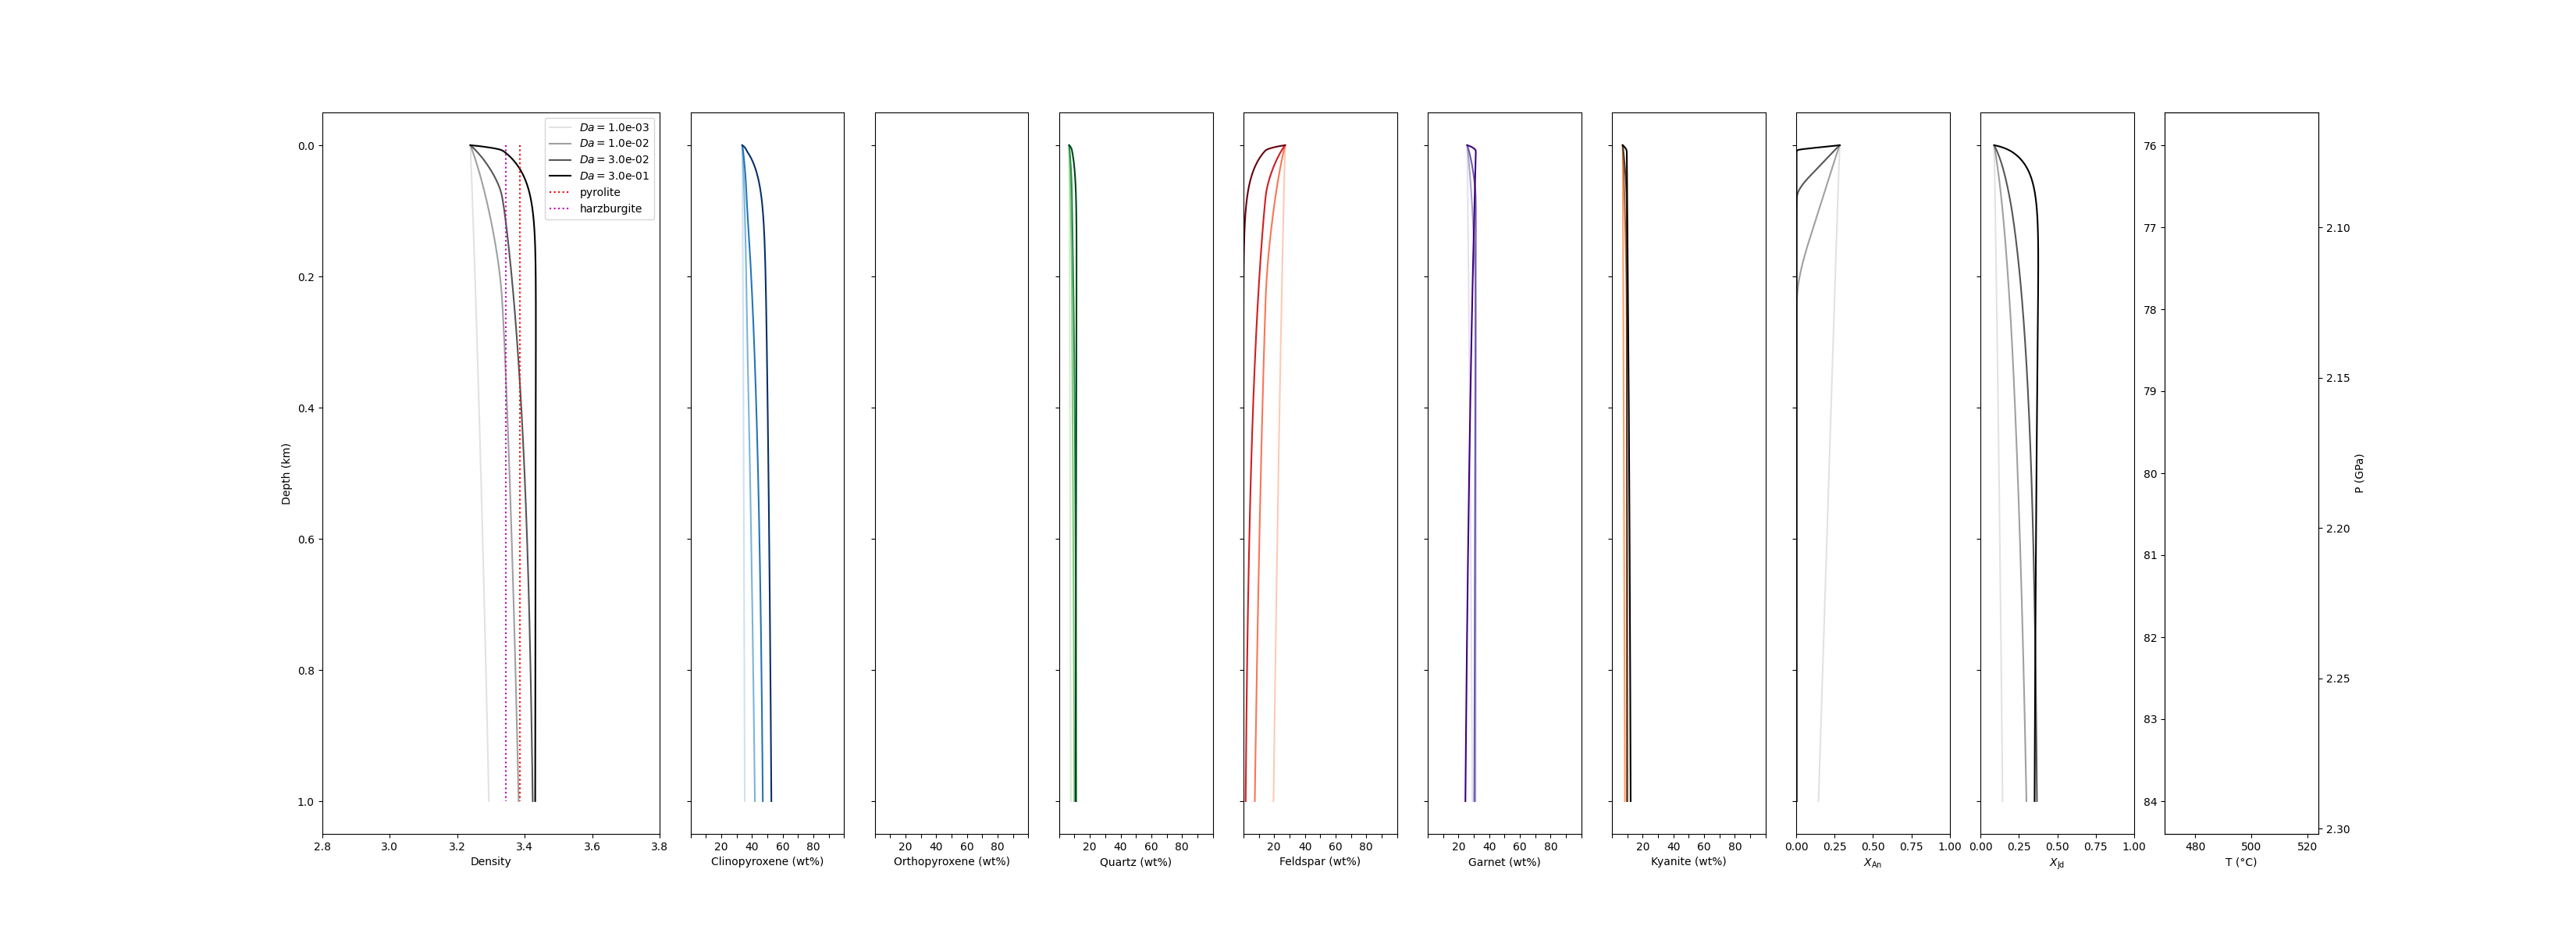 Da = 1.0e-03
Da = 1.0e-02
Da = 3.0e-02
Da = 3.0e-01
pyrolite
harzburgite
0.0
0.2
0.4
0.6
0.8
1.0
Depth (km)
2.8 3.0 3.2 3.4 3.6 3.8
Density
20 40 60 80
Clinopyroxene (wt%)
Orthopyroxene (wt%)
20 40 60 80
Quartz (wt%)
20 40 60 80
Feldspar (wt%)
20 40 60 80
Garnet (wt%)
20 40 60 80
Kyanite (wt%)
0.00 0.25 0.50 0.75 1.00
X_An
0.00 0.25 0.50 0.75 1.00
X_Jd
76
77
78
79
80
81
82
83
84
480 500 520
T (°C)
2.10
2.15
2.20
2.25
2.30
P (GPa)